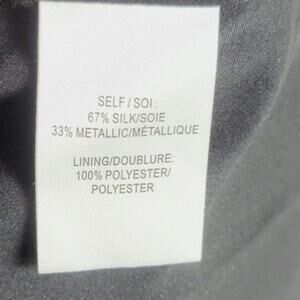 SELF / SOI :
67% SILK/SOIE
33% METALLIC/MÉTALLIQUE
LINING/DOUBLURE:
100% POLYESTER/
POLYESTER